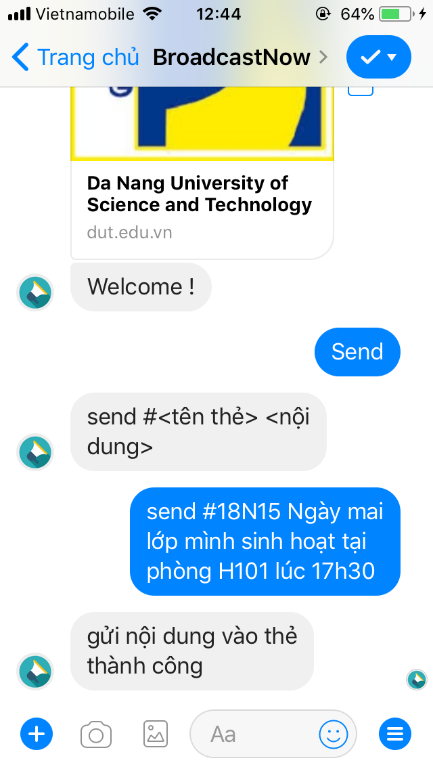 Vietnamobile 12:44 64%
Trang chủ BroadcastNow
G
Da Nang University of
Science and Technology
dut.edu.vn
Welcome !
Send
send #<tên thẻ> <nội
dung>
send #18N15 Ngày mai
lớp mình sinh hoạt tại
phòng H101 lúc 17h30
gửi nội dung vào thẻ
thành công
Aa